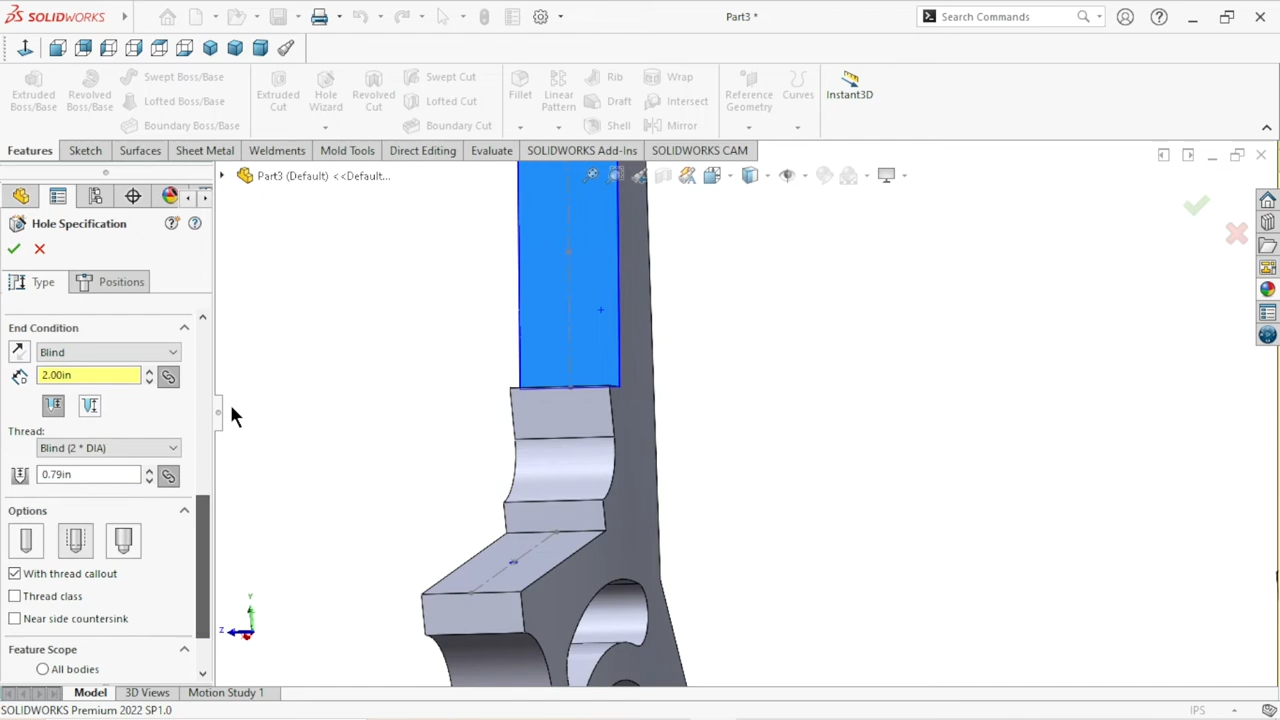 SOLIDWORKS
Part3 *
Search Commands
Extruded Boss/Base
Revolved Boss/Base
Swept Boss/Base
Lofted Boss/Base
Boundary Boss/Base
Extruded Cut
Hole Wizard
Revolved Cut
Swept Cut
Lofted Cut
Boundary Cut
Fillet
Linear Pattern
Rib
Draft
Shell
Wrap
Intersect
Mirror
Reference Geometry
Curves
Instant3D
Features Sketch Surfaces Sheet Metal Weldments Mold Tools Direct Editing Evaluate SOLIDWORKS Add-Ins SOLIDWORKS CAM
Part3 (Default) <<Default...
Hole Specification
Type Positions
End Condition
Blind
2.00in
Thread:
Blind (2 * DIA)
0.79in
Options
With thread callout
Thread class
Near side countersink
Feature Scope
All bodies
Y
Z
Model 3D Views Motion Study 1
SOLIDWORKS Premium 2022 SP1.0
IPS